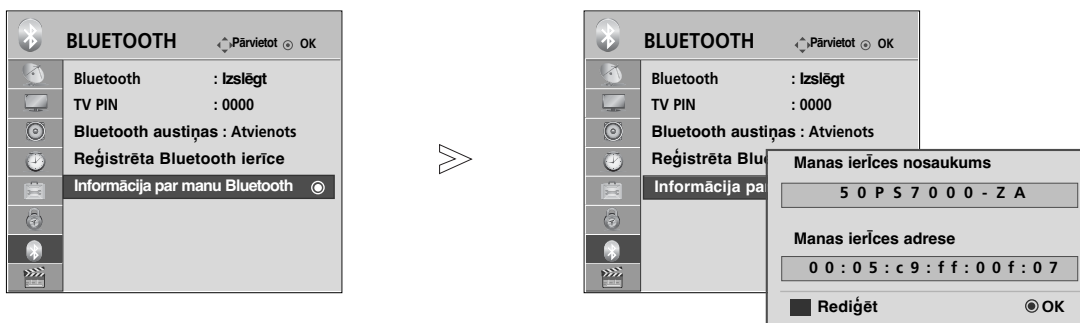 BLUETOOTH Pārvietot OK
Bluetooth : Izslēgt
TV PIN : 0000
Bluetooth austiņas : Atvienots
Reģistrēta Bluetooth ierīce
Informācija par manu Bluetooth
BLUETOOTH Pārvietot OK
Bluetooth : Izslēgt
TV PIN : 0000
Bluetooth austiņas : Atvienots
Reģistrēta Blu
Informācija pa
Manas ierĪces nosaukums
50PS7000-ZA
Manas ierĪces adrese
00:05:c9:ff:00f:07
Rediģēt OK